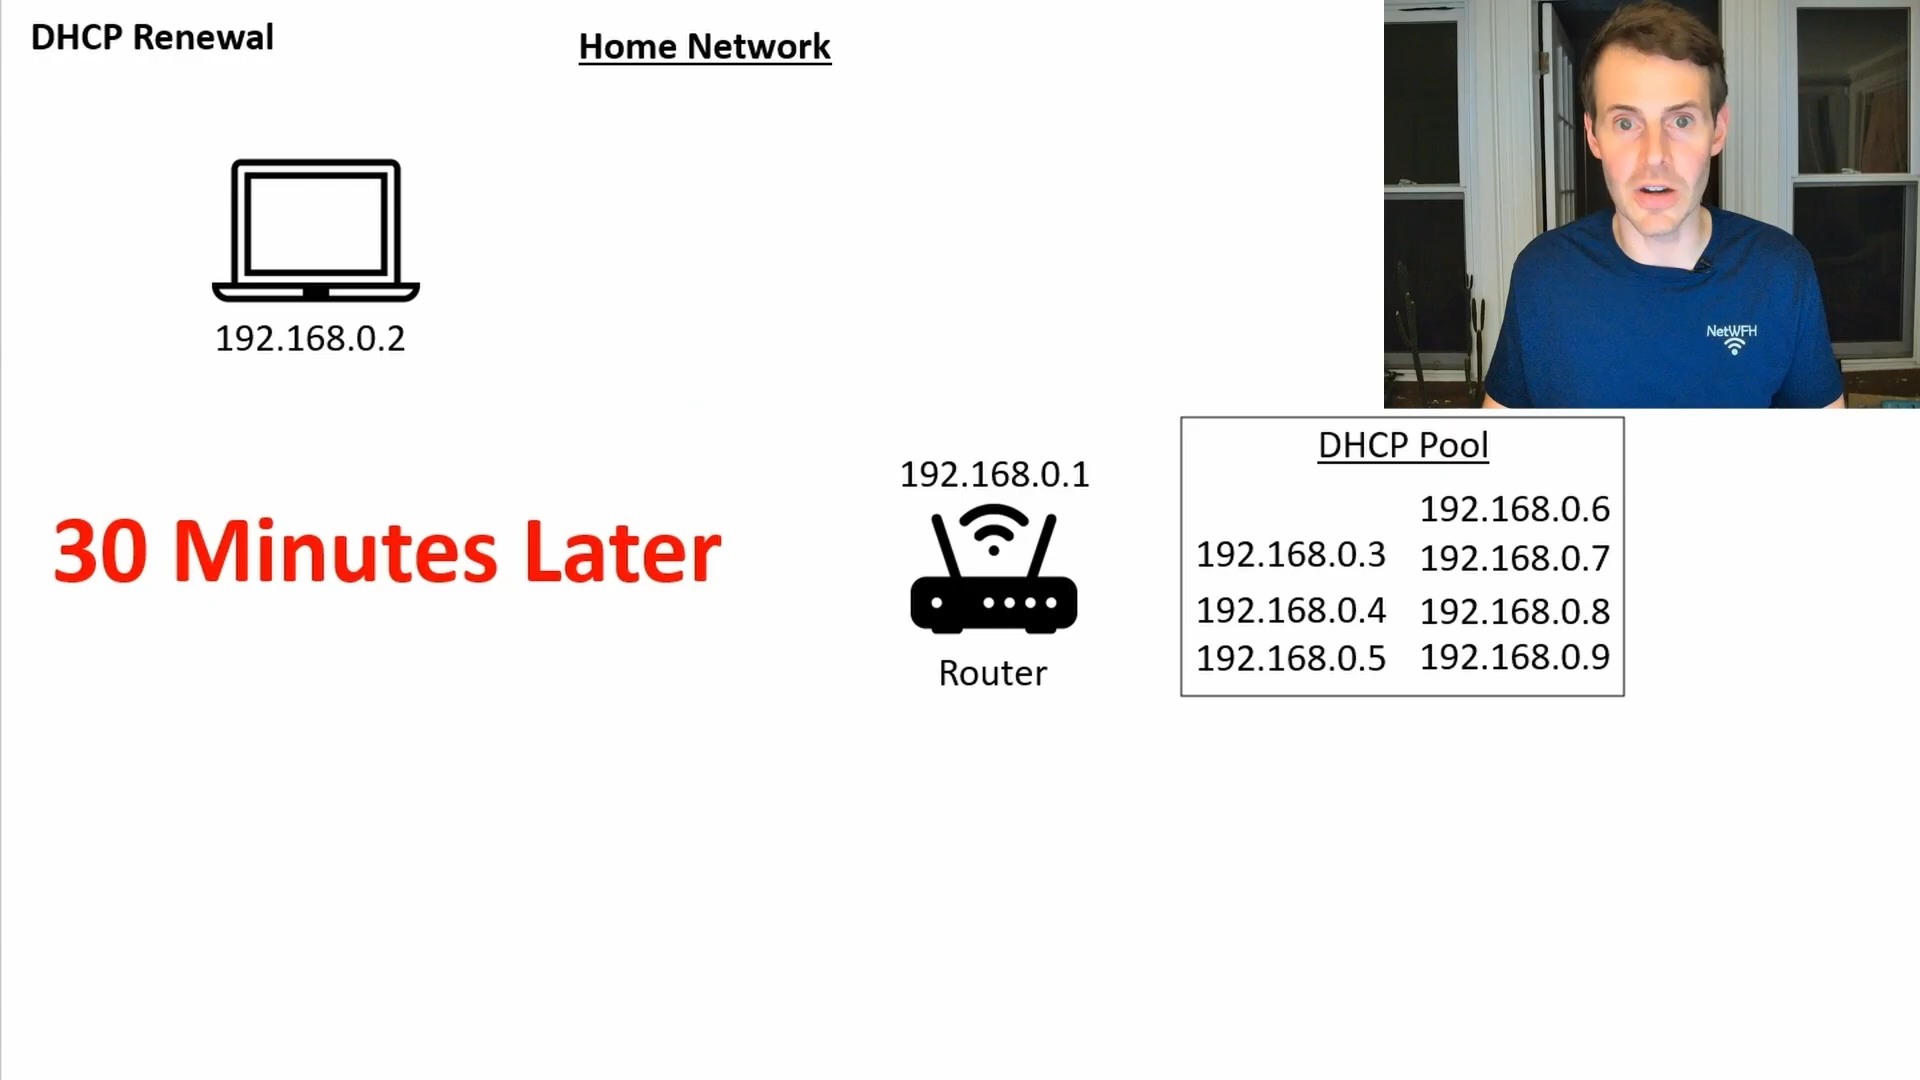 DHCP Renewal
Home Network
192.168.0.2
NetWFH
30 Minutes Later
192.168.0.1
Router
DHCP Pool
192.168.0.3
192.168.0.4
192.168.0.5
192.168.0.6
192.168.0.7
192.168.0.8
192.168.0.9